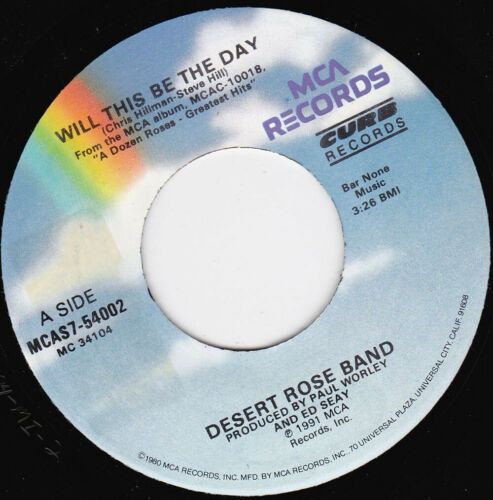 WILL THIS BE THE DAY
(Chris Hillman-Steve Hill)
From the MCA album, MCAC-10018,
"A Dozen Roses - Greatest Hits"
MCA
RECORDS
CURB
RECORDS
Bar None
Music
3:26 BMI
A SIDE
MCAS7-54002
MC 34104
DESERT ROSE BAND
PRODUCED BY PAUL WORLEY
AND ED SEAY
℗ 1991 MCA
Records, Inc.
©1980 MCA RECORDS, INC. MFD. BY MCA RECORDS, INC. 70 UNIVERSAL PLAZA, UNIVERSAL CITY, CALIF. 91608